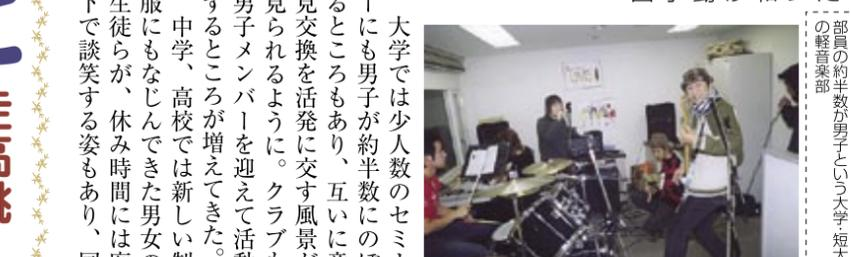 部員の約半数が男子という大学・短大
の軽音楽部
大学では少人数のセミ
ーにも男子が約半数にのぼ
るところもあり、互いに意
見交換を活発に交す風景が
見られるように。クラブも
男子メンバーを迎えて活動
するところが増えてきた。
中学、高校では新しい制
服にもなじんできた男女の
生徒らが、休み時間には廊
下で談笑する姿もあり、